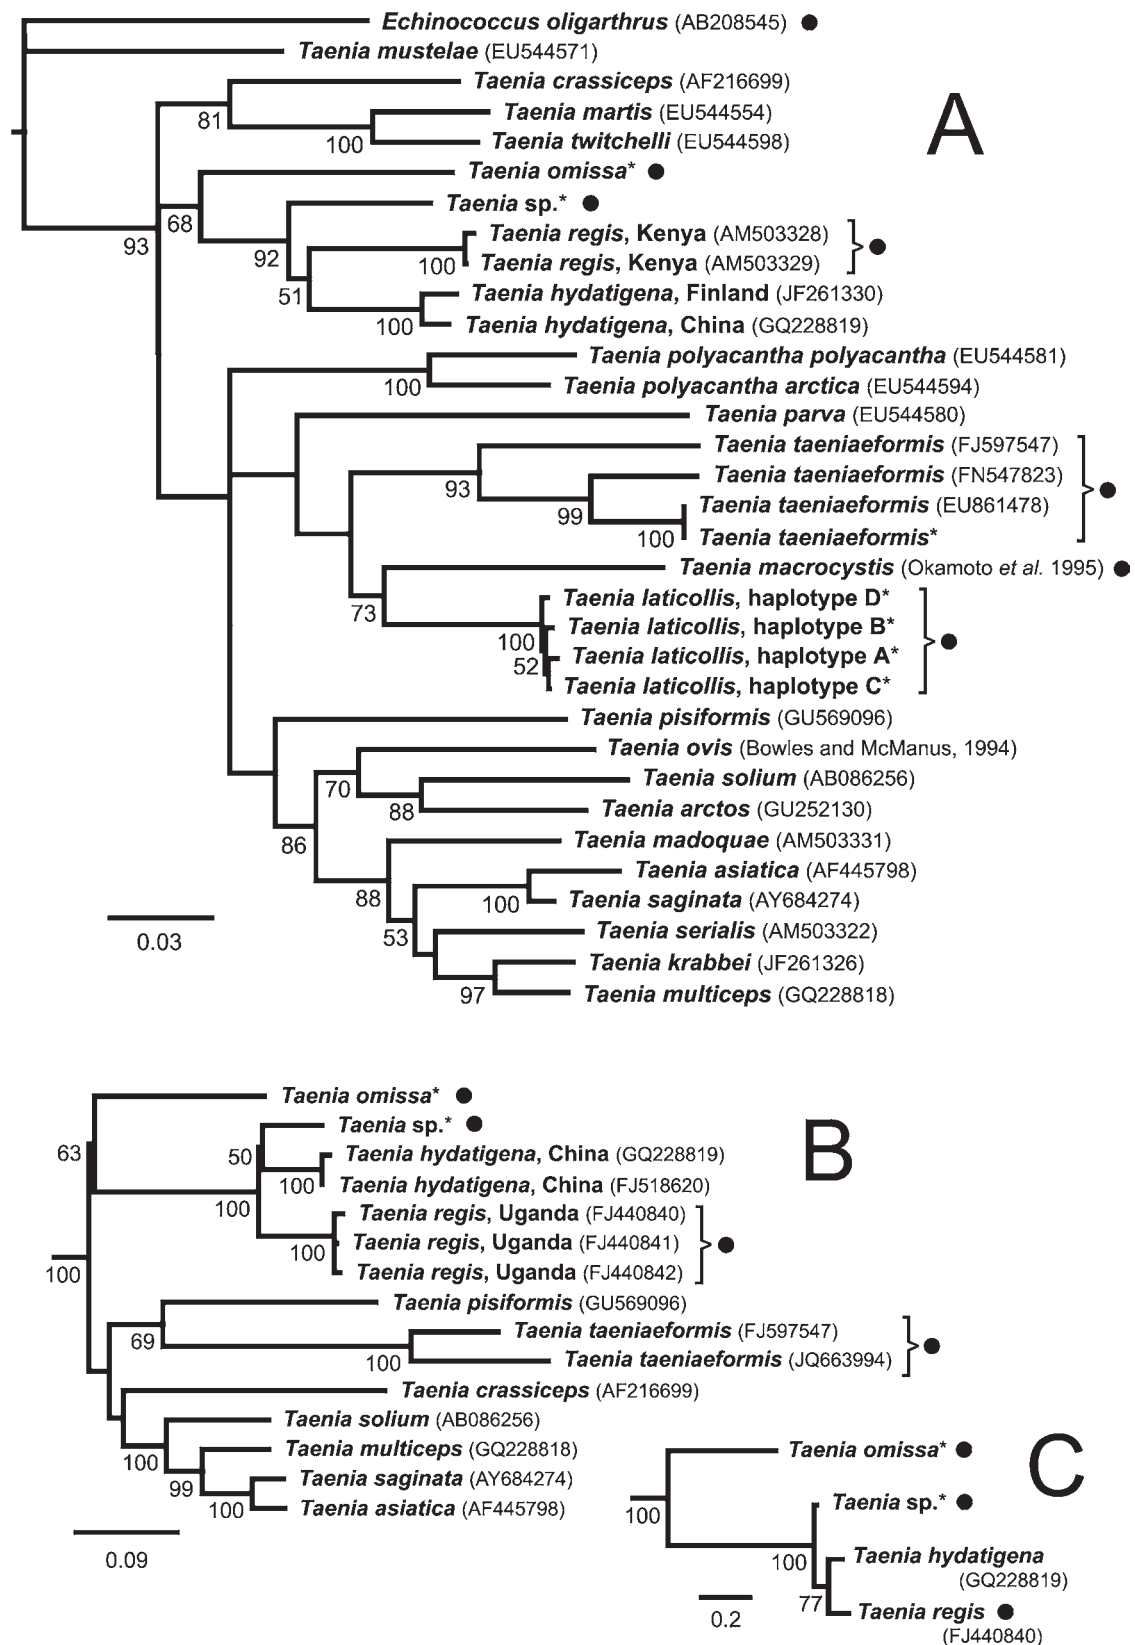 Echinococcus oligarthrus (AB208545)
Taenia mustelae (EU544571)
Taenia crassiceps (AF216699)
A
Taenia martis (EU544554)
81
Taenia twitchelli (EU544598)
100
Taenia omissa*
Taenia sp.*
68
Taenia regis, Kenya (AM503328)
93
92
100
Taenia regis, Kenya (AM503329)
Taenia hydatigena, Finland (JF261330)
51
100
Taenia hydatigena, China (GQ228819)
Taenia polyacantha polyacantha (EU544581)
100
Taenia polyacantha arctica (EU544594)
Taenia parva (EU544580)
Taenia taeniaeformis (FJ597547)
Taenia taeniaeformis (FN547823)
93
Taenia taeniaeformis (EU861478)
99
100
Taenia taeniaeformis*
Taenia macrocystis (Okamoto et al. 1995)
Taenia laticollis, haplotype D*
73
Taenia laticollis, haplotype B*
100
Taenia laticollis, haplotype A*
52
Taenia laticollis, haplotype C*
Taenia pisiformis (GU569096)
Taenia ovis (Bowles and McManus, 1994)
Taenia solium (AB086256)
70
88
Taenia arctos (GU252130)
86
Taenia madoquae (AM503331)
Taenia asiatica (AF445798)
88
100
Taenia saginata (AY684274)
0.03
53
Taenia serialis (AM503322)
Taenia krabbei (JF261326)
97
Taenia multiceps (GQ228818)
Taenia omissa*
B
Taenia sp.*
63
50
Taenia hydatigena, China (GQ228819)
100
Taenia hydatigena, China (FJ518620)
100
Taenia regis, Uganda (FJ440840)
Taenia regis, Uganda (FJ440841)
100
100
Taenia regis, Uganda (FJ440842)
Taenia pisiformis (GU569096)
Taenia taeniaeformis (FJ597547)
69
100
Taenia taeniaeformis (JQ663994)
Taenia crassiceps (AF216699)
Taenia solium (AB086256)
Taenia multiceps (GQ228818)
100
Taenia saginata (AY684274)
99
100
Taenia asiatica (AF445798)
0.09
C
Taenia omissa*
Taenia sp.*
100
100
Taenia hydatigena
(GQ228819)
77
Taenia regis
(FJ440840)
0.2